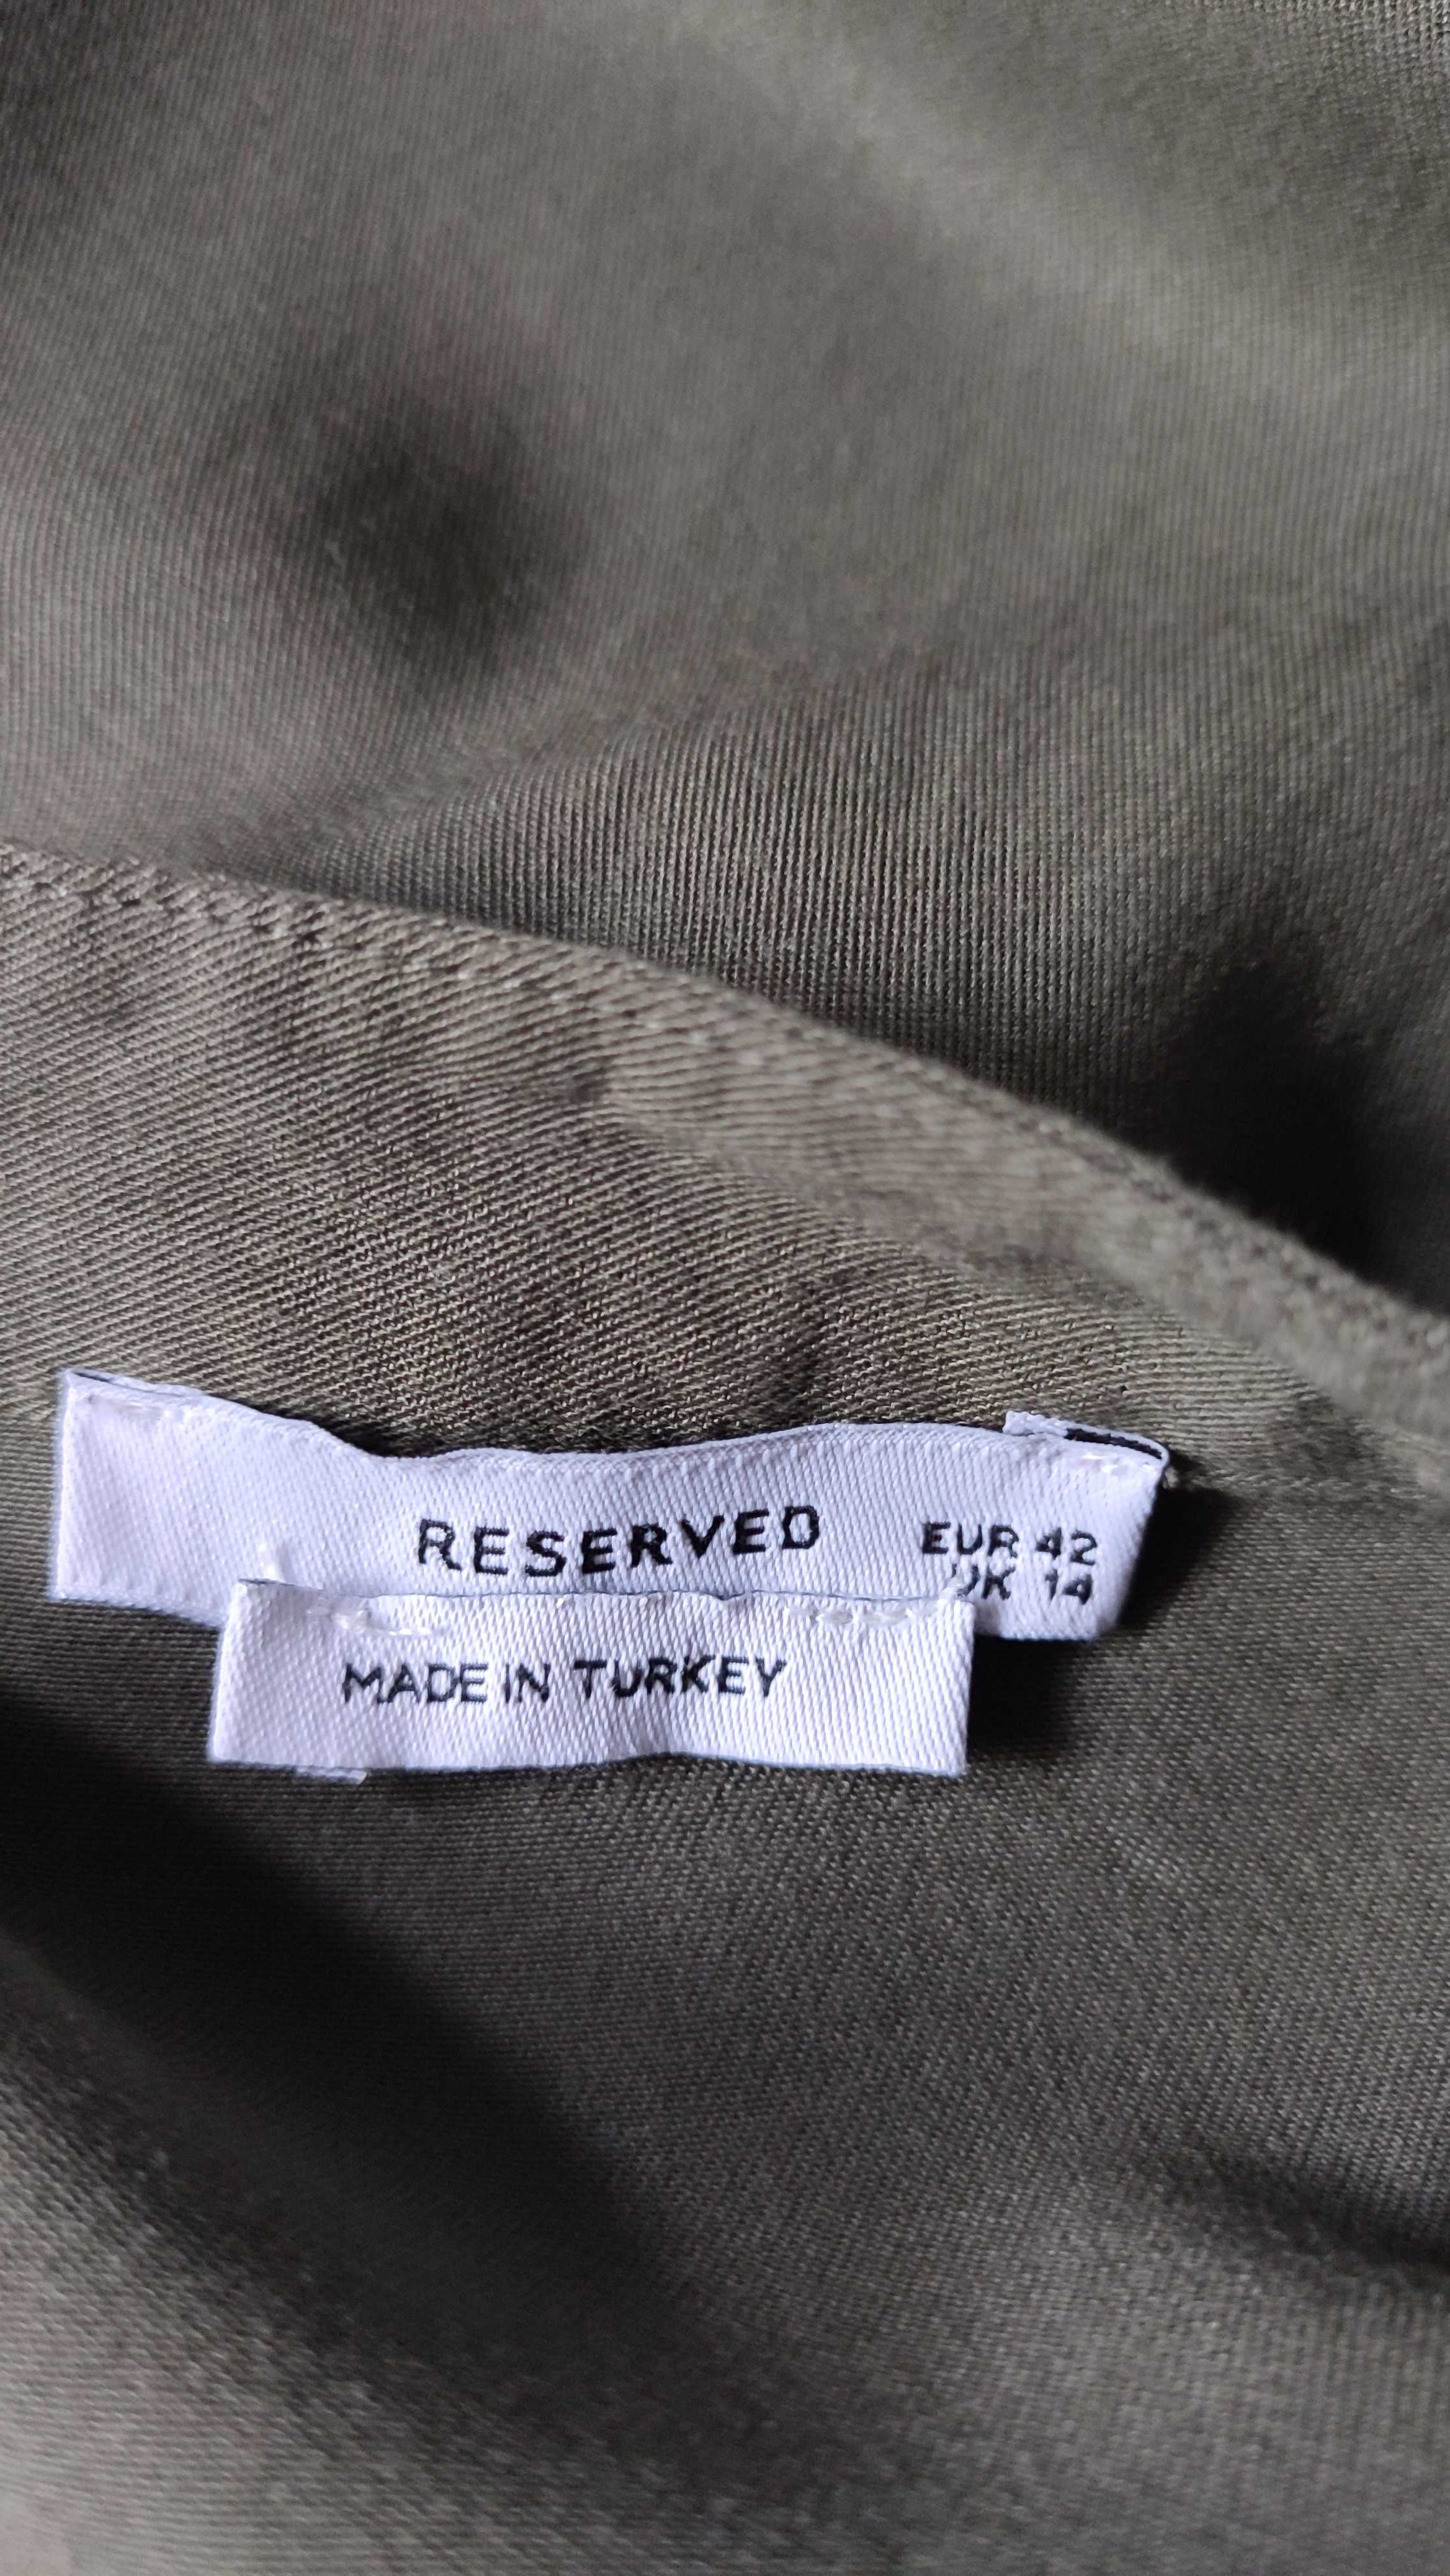 RESERVED
EUR 42
UK 14
MADE IN TURKEY